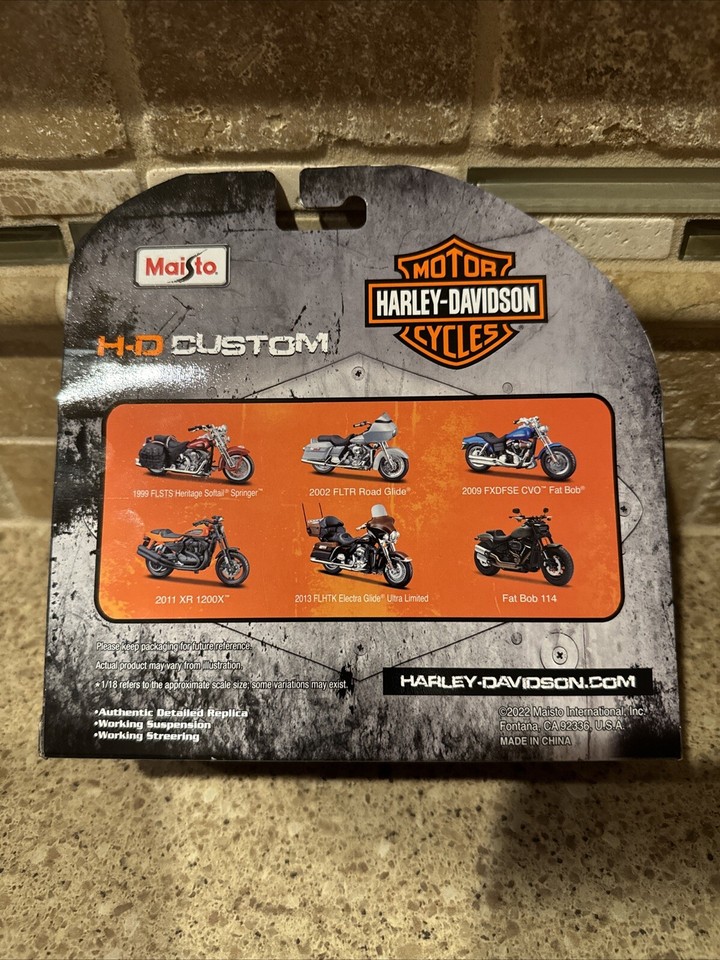 Maisto
MOTOR
HARLEY-DAVIDSON
CYCLES
H-D CUSTOM
1999 FLSTS Heritage Softail® Springer™
2002 FLTR Road Glide®
2009 FXDFSE CVO™ Fat Bob®
2011 XR 1200X™
2013 FLHTK Electra Glide® Ultra Limited
Fat Bob 114
Please keep packaging for future reference.
Actual product may vary from illustration.
*1/18 refers to the approximate scale size; some variations may exist.
HARLEY-DAVIDSON.COM
•Authentic Detailed Replica
•Working Suspension
•Working Streering
©2022 Maisto International, Inc.
Fontana, CA 92336, U.S.A.
MADE IN CHINA